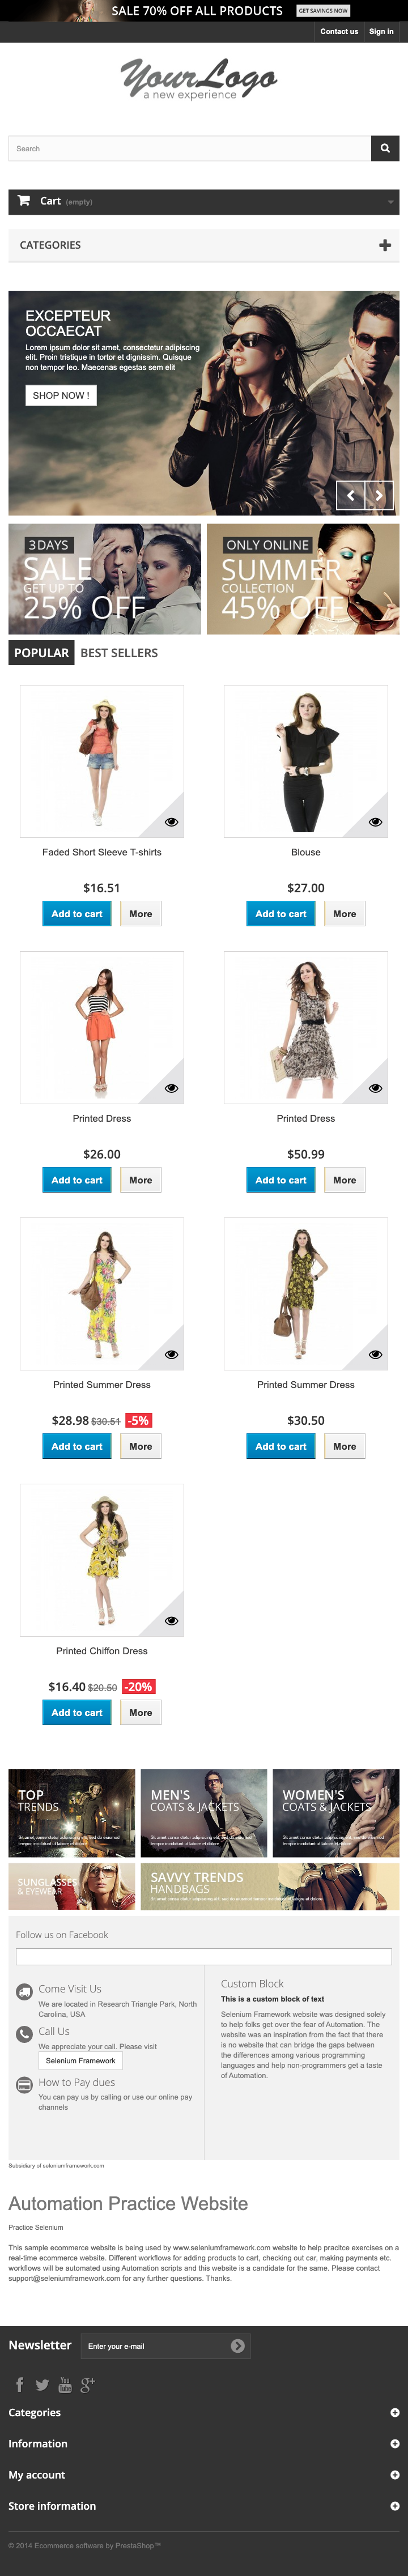 SALE 70% OFF ALL PRODUCTS GET SAVINGS NOW
Contact us Sign in
YourLogo
a new experience
Search
Cart (empty)
CATEGORIES
EXCEPTEUR
OCCAECAT
Lorem ipsum dolor sit amet, consectetur adipiscing
elit. Proin tristique in tortor et dignissim. Quisque
non tempor leo. Maecenas egestas sem elit
SHOP NOW !
3 DAYS
SALE
GET UP TO
25% OFF
ONLY ONLINE
SUMMER
COLLECTION
45% OFF
POPULAR BEST SELLERS
Faded Short Sleeve T-shirts
$16.51
Add to cart More
Blouse
$27.00
Add to cart More
Printed Dress
$26.00
Add to cart More
Printed Dress
$50.99
Add to cart More
Printed Summer Dress
$28.98 $30.51 -5%
Add to cart More
Printed Summer Dress
$30.50
Add to cart More
Printed Chiffon Dress
$16.40 $20.50 -20%
Add to cart More
TOP
TRENDS
MEN'S
COATS & JACKETS
WOMEN'S
COATS & JACKETS
SUNGLASSES
& EYEWEAR
SAVVY TRENDS
HANDBAGS
Follow us on Facebook
Come Visit Us
We are located in Research Triangle Park, North
Carolina, USA
Call Us
We appreciate your call. Please visit
Selenium Framework
How to Pay dues
You can pay us by calling or use our online pay
channels
Custom Block
This is a custom block of text
Selenium Framework website was designed solely
to help folks get over the fear of Automation. The
website was an inspiration from the fact that there
is no website that can bridge the gaps between
the differences among various programming
languages and help non-programmers get a taste
of Automation.
Subsidiary of seleniumframework.com
Automation Practice Website
Practice Selenium
This sample ecommerce website is being used by www.seleniumframework.com website to help pracitce exercises on a
real-time ecommerce website. Different workflows for adding products to cart, checking out car, making payments etc.
workflows will be automated using Automation scripts and this website is a candidate for the same. Please contact
support@seleniumframework.com for any further questions. Thanks.
Newsletter Enter your e-mail
Categories
Information
My account
Store information
© 2014 Ecommerce software by PrestaShop™